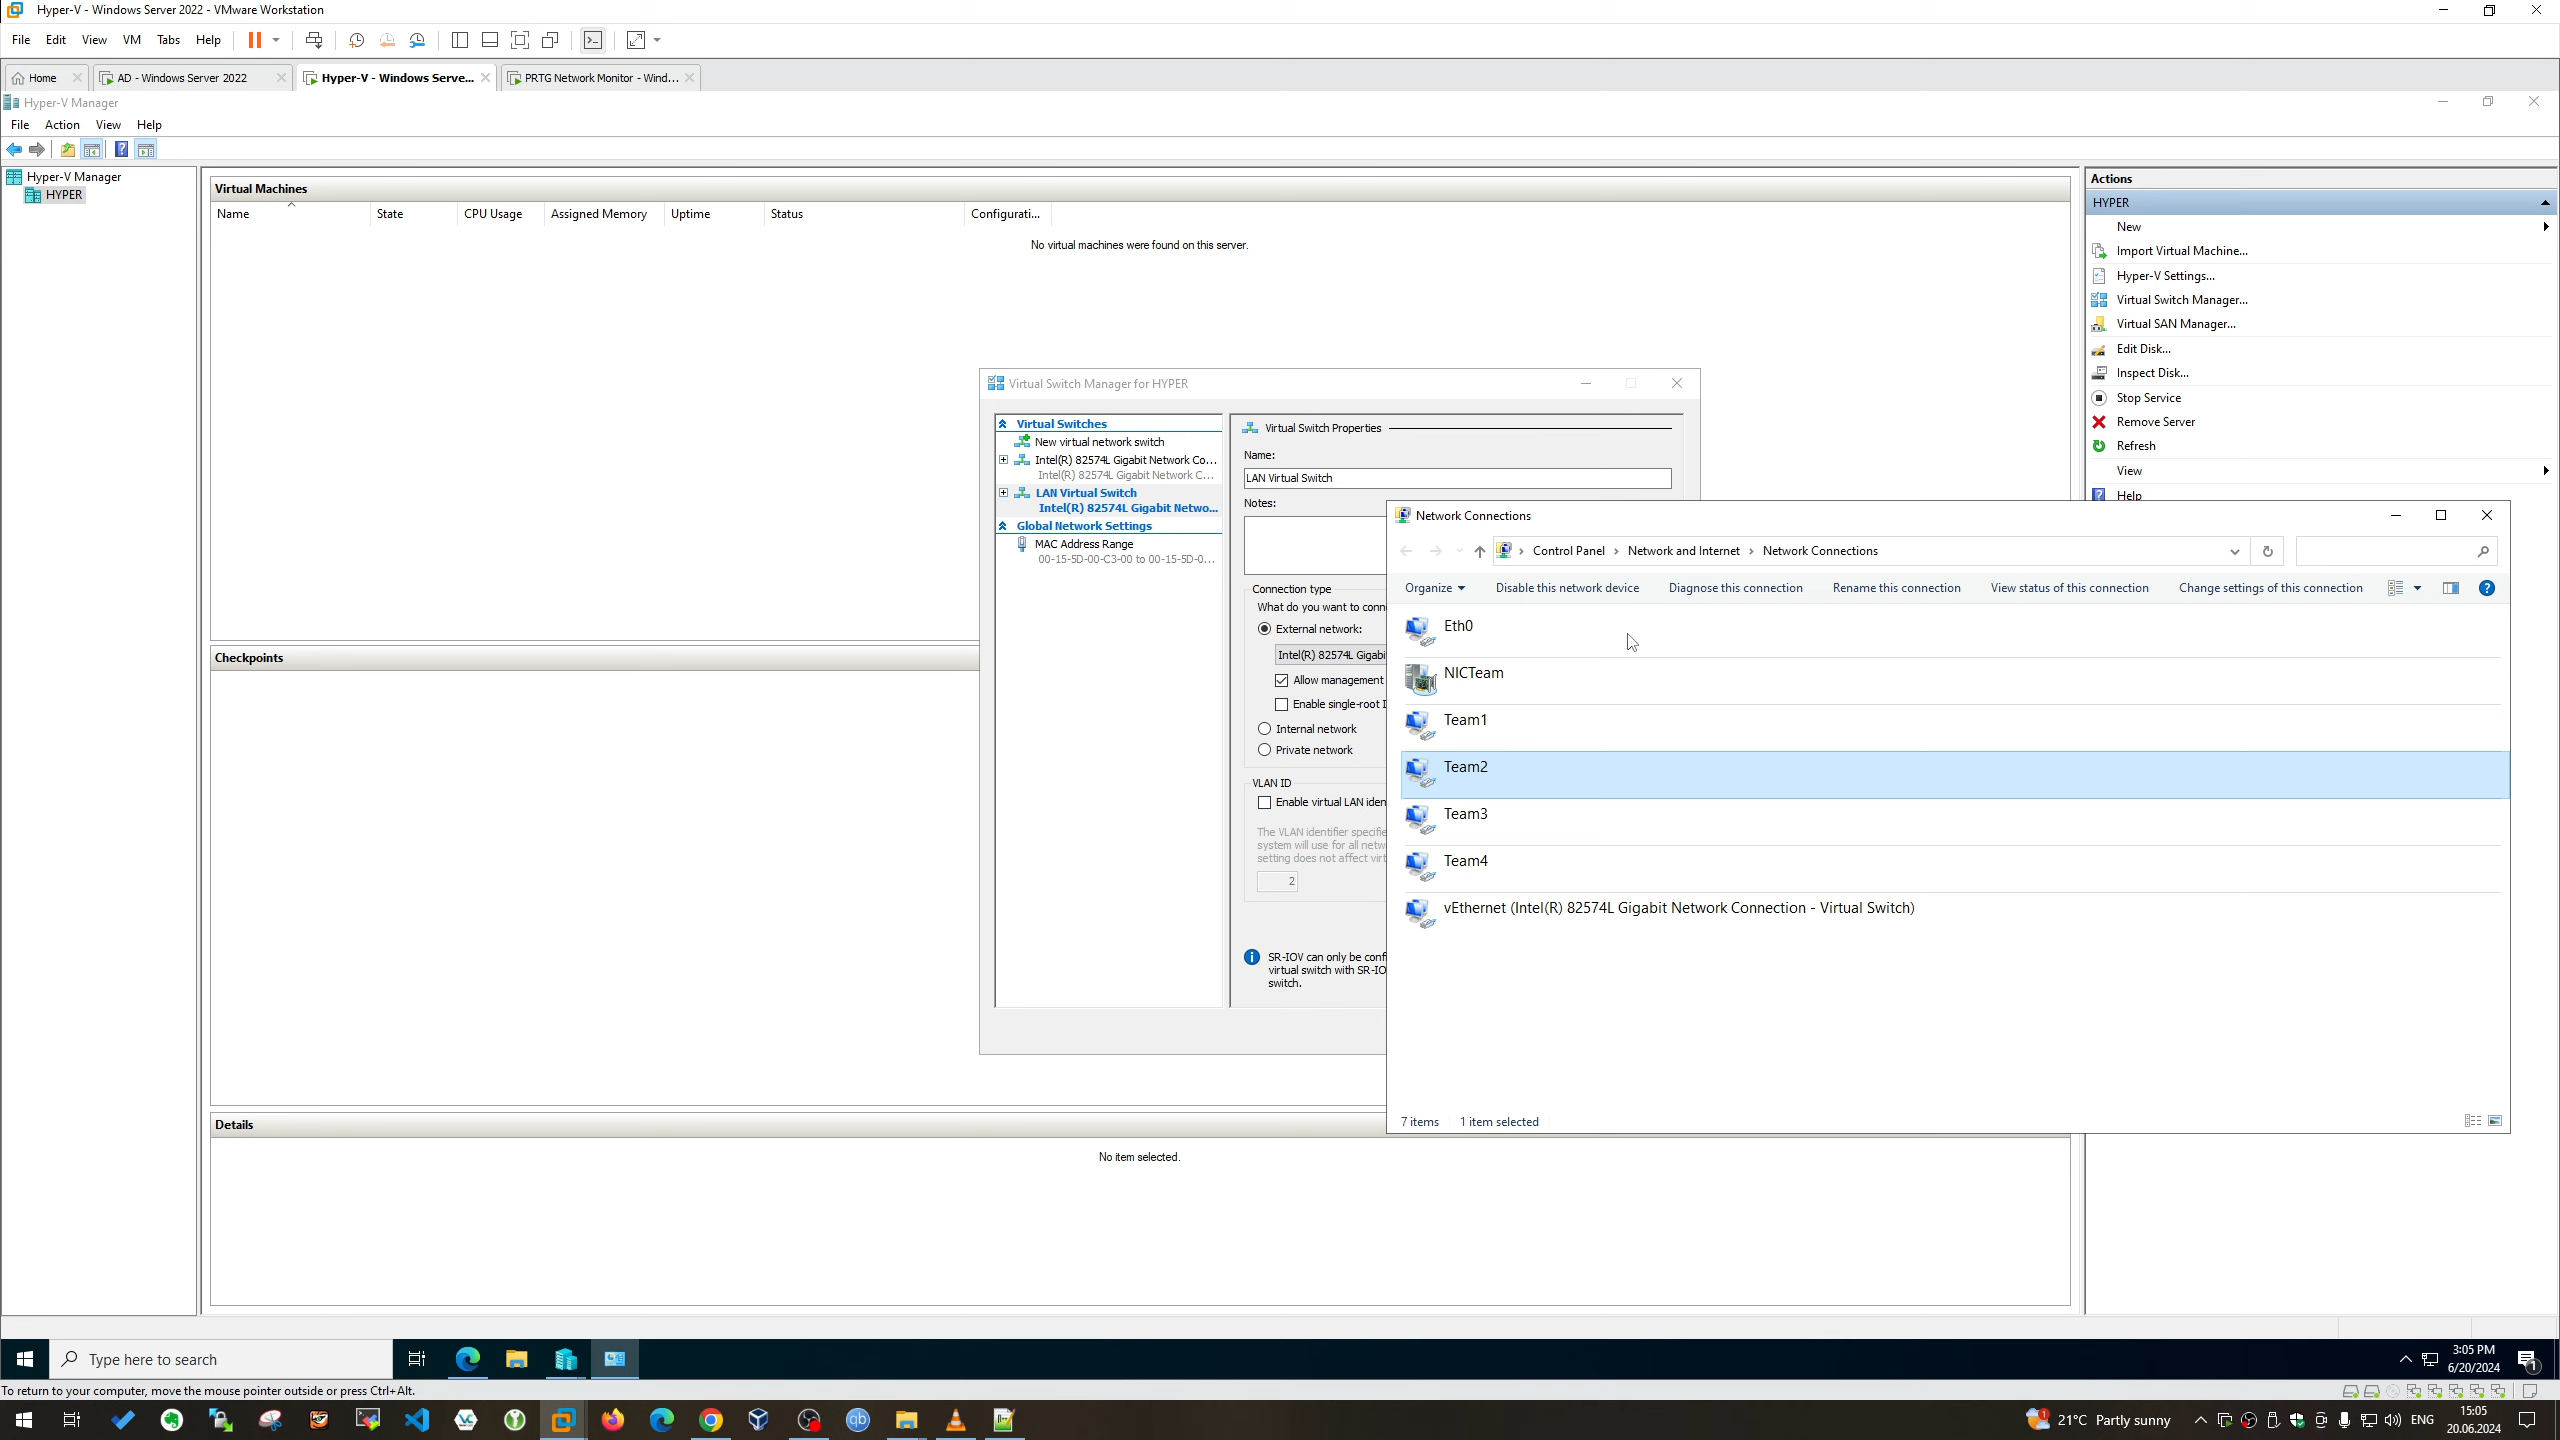 Hyper-V - Windows Server 2022 - VMware Workstation
File Edit View VM Tabs Help
Home AD - Windows Server 2022 Hyper-V - Windows Serve... PRTG Network Monitor - Wind...
Hyper-V Manager
File Action View Help
Hyper-V Manager
HYPER
Virtual Machines
Name State CPU Usage Assigned Memory Uptime Status Configurati...
No virtual machines were found on this server.
Checkpoints
Details
No item selected.
Actions
HYPER
New
Import Virtual Machine...
Hyper-V Settings...
Virtual Switch Manager...
Virtual SAN Manager...
Edit Disk...
Inspect Disk...
Stop Service
Remove Server
Refresh
View
Help
Virtual Switch Manager for HYPER
Virtual Switches
New virtual network switch
Intel(R) 82574L Gigabit Network Co...
Intel(R) 82574L Gigabit Network C...
LAN Virtual Switch
Intel(R) 82574L Gigabit Netwo...
Global Network Settings
MAC Address Range
00-15-5D-00-C3-00 to 00-15-5D-0...
Virtual Switch Properties
Name:
LAN Virtual Switch
Notes:
Connection type
What do you want to conn
External network:
Intel(R) 82574L Gigabi
Allow management
Enable single-root I
Internal network
Private network
VLAN ID
Enable virtual LAN iden
The VLAN identifier specifie
system will use for all netw
setting does not affect virt
2
SR-IOV can only be conf
virtual switch with SR-IO
switch.
Network Connections
Control Panel Network and Internet Network Connections
Organize Disable this network device Diagnose this connection Rename this connection View status of this connection Change settings of this connection
Eth0
NICTeam
Team1
Team2
Team3
Team4
vEthernet (Intel(R) 82574L Gigabit Network Connection - Virtual Switch)
7 items 1 item selected
Type here to search
3:05 PM
6/20/2024
1
To return to your computer, move the mouse pointer outside or press Ctrl+Alt.
21°C Partly sunny
ENG
15:05
20.06.2024